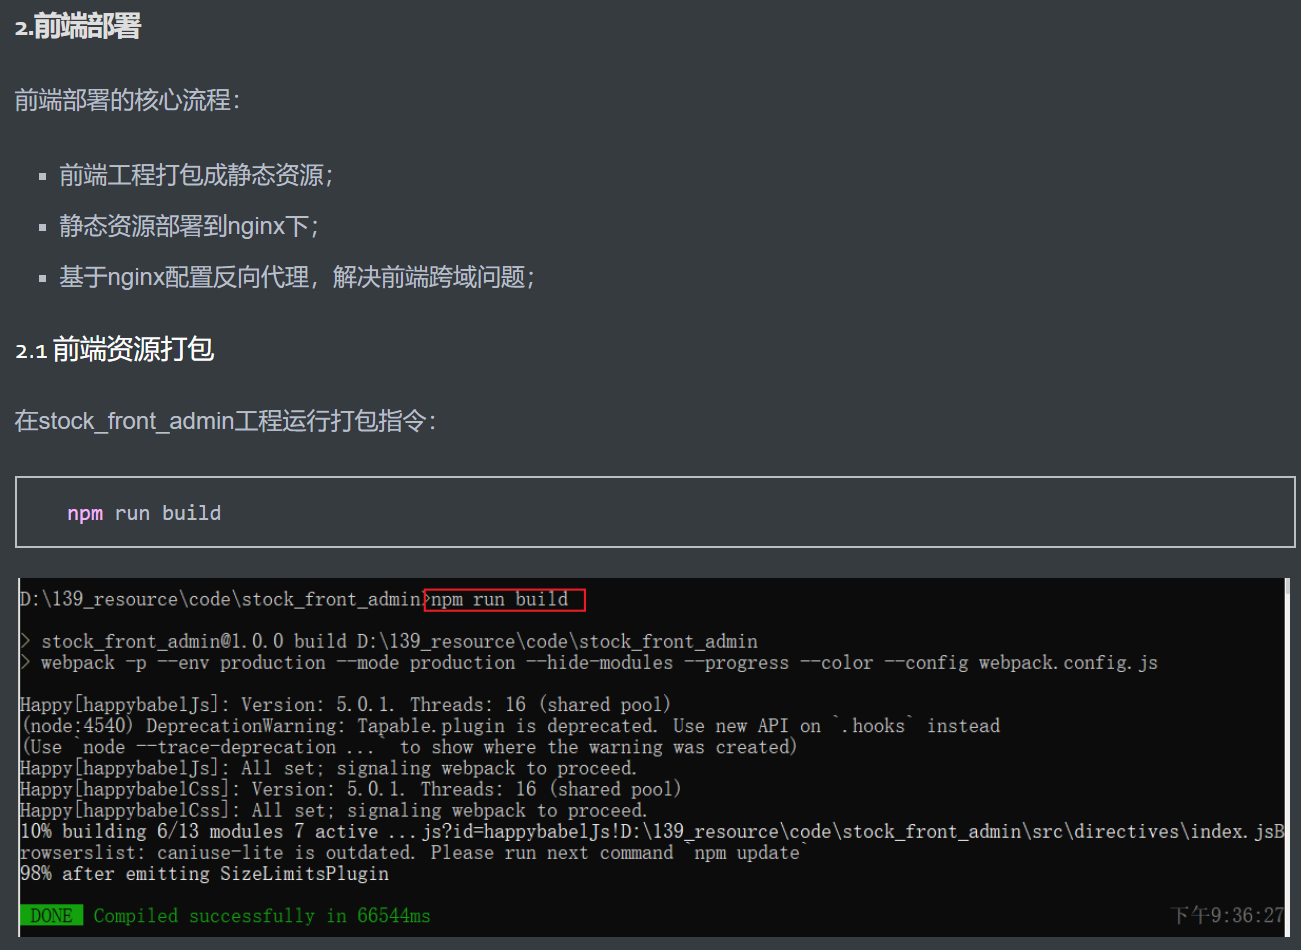 2.前端部署
前端部署的核心流程：
前端工程打包成静态资源；
静态资源部署到nginx下；
基于nginx配置反向代理，解决前端跨域问题；
2.1 前端资源打包
在stock_front_admin工程运行打包指令：
npm run build
D:\139_resource\code\stock_front_admin>npm run build
> stock_front_admin@1.0.0 build D:\139_resource\code\stock_front_admin
> webpack -p --env production --mode production --hide-modules --progress --color --config webpack.config.js
Happy[happybabelJs]: Version: 5.0.1. Threads: 16 (shared pool)
(node:4540) DeprecationWarning: Tapable.plugin is deprecated. Use new API on `.hooks` instead
(Use `node --trace-deprecation ...` to show where the warning was created)
Happy[happybabelJs]: All set; signaling webpack to proceed.
Happy[happybabelCss]: Version: 5.0.1. Threads: 16 (shared pool)
Happy[happybabelCss]: All set; signaling webpack to proceed.
10% building 6/13 modules 7 active ...js?id=happybabelJs!D:\139_resource\code\stock_front_admin\src\directives\index.jsB
rowserslist: caniuse-lite is outdated. Please run next command `npm update`
98% after emitting SizeLimitsPlugin
DONE Compiled successfully in 66544ms 下午9:36:27